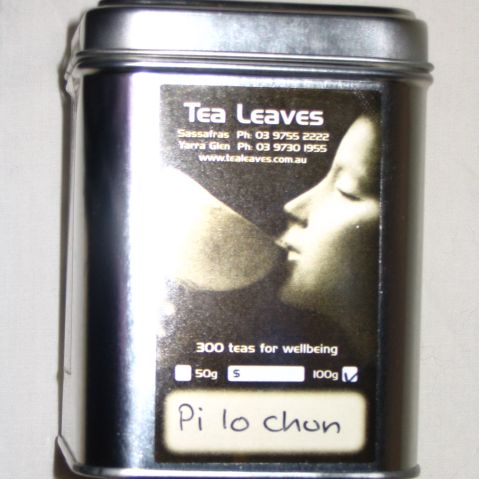 Tea Leaves
Sassafras Ph: 03 9755 2222
Yarra Glen Ph: 03 9730 1955
www.tealeaves.com.au
300 teas for wellbeing
50g $ 100g
Pi lo chun